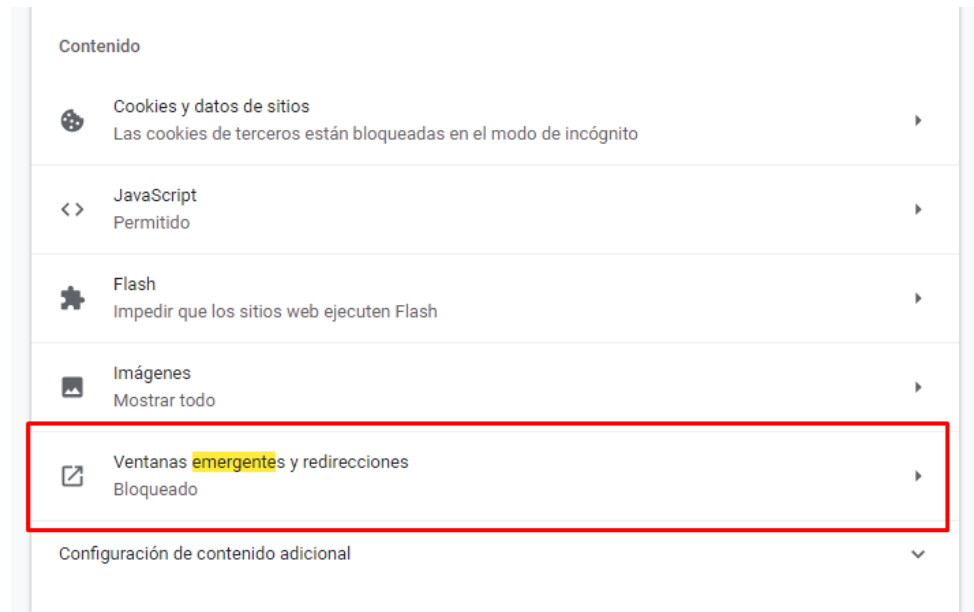 Contenido
Cookies y datos de sitios
Las cookies de terceros están bloqueadas en el modo de incógnito
JavaScript
Permitido
Flash
Impedir que los sitios web ejecuten Flash
Imágenes
Mostrar todo
Ventanas emergentes y redirecciones
Bloqueado
Configuración de contenido adicional